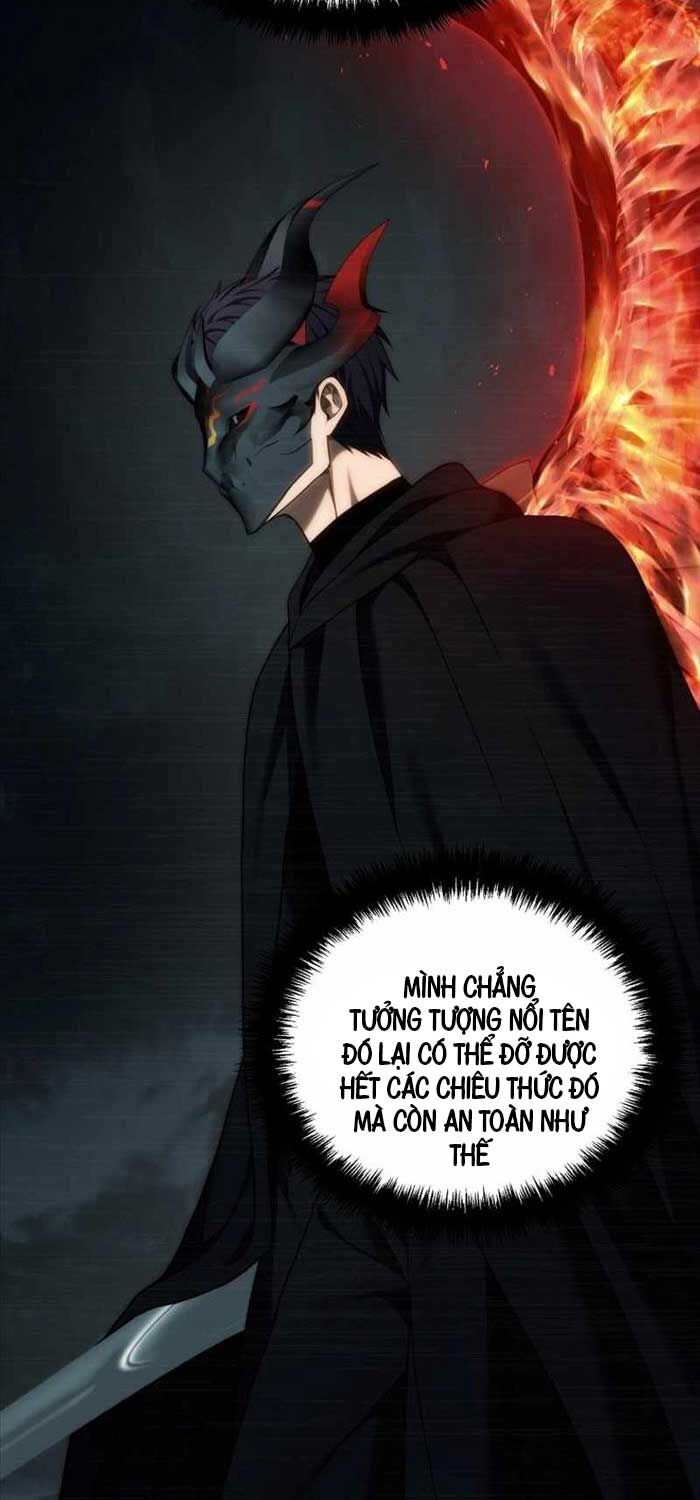 MÌNH CHẲNG
TƯỞNG TƯỢNG NỔI TÊN
ĐÓ LẠI CÓ THỂ ĐỠ ĐƯỢC
HẾT CÁC CHIÊU THỨC ĐÓ
MÀ CÒN AN TOÀN NHƯ
THẾ